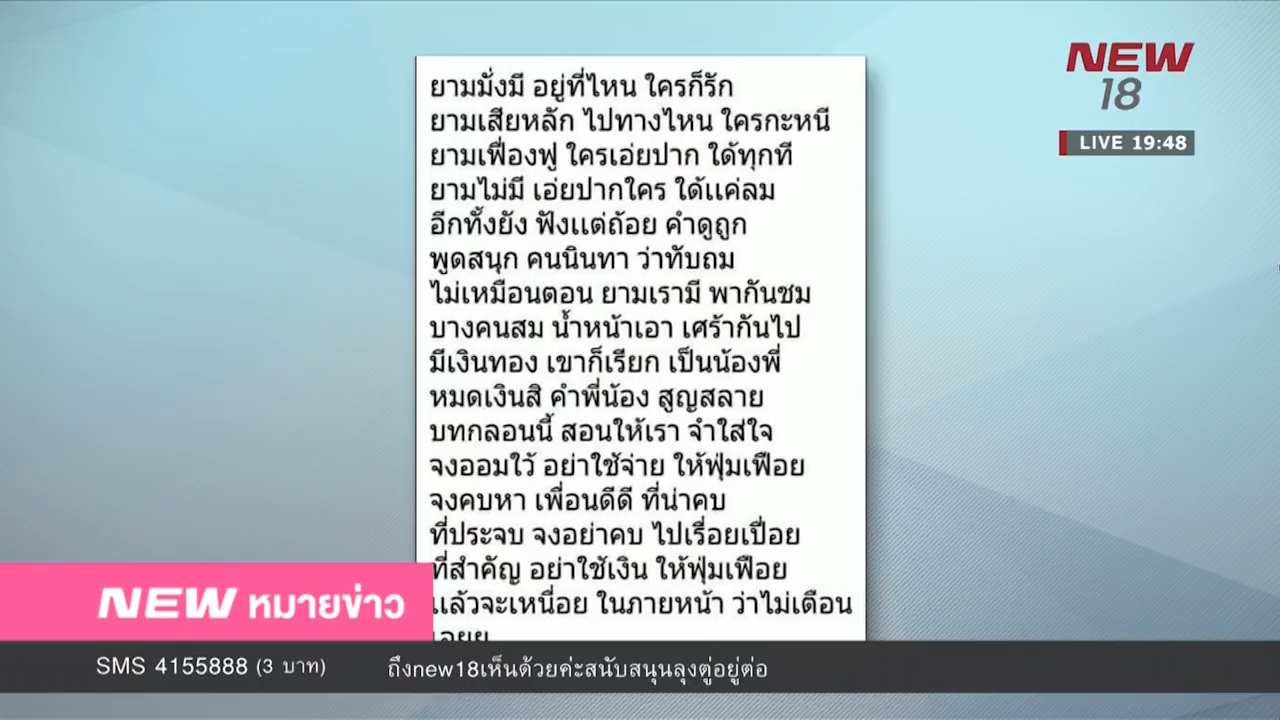 NEW
18
LIVE 19:48
ยามมั่งมี อยู่ที่ไหน ใครก็รัก
ยามเสียหลัก ไปทางไหน ใครกะหนี
ยามเฟื่องฟู ใครเอ่ยปาก ใด้ทุกที
ยามไม่มี เอ่ยปากใคร ใด้แค่ลม
อีกทั้งยัง ฟังแต่ถ้อย คำดูถูก
พูดสนุก คนนินทา ว่าทับถม
ไม่เหมือนตอน ยามเรามี พากันชม
บางคนสม น้ำหน้าเอา เศร้ากันไป
มีเงินทอง เขาก็เรียก เป็นน้องพี่
หมดเงินสิ คำพี่น้อง สูญสลาย
บทกลอนนี้ สอนให้เรา จำใส่ใจ
จงออมใว้ อย่าใช้จ่าย ให้ฟุ่มเฟือย
จงคบหา เพื่อนดีดี ที่น่าคบ
ที่ประจบ จงอย่าคบ ไปเรื่อยเปื่อย
ที่สำคัญ อย่าใช้เงิน ให้ฟุ่มเฟือย
แล้วจะเหนื่อย ในภายหน้า ว่าไม่เตือน
NEW หมายข่าว
SMS 4155888 (3 บาท)
ถึงnew18เห็นด้วยค่ะสนับสนุนลุงตู่อยู่ต่อ